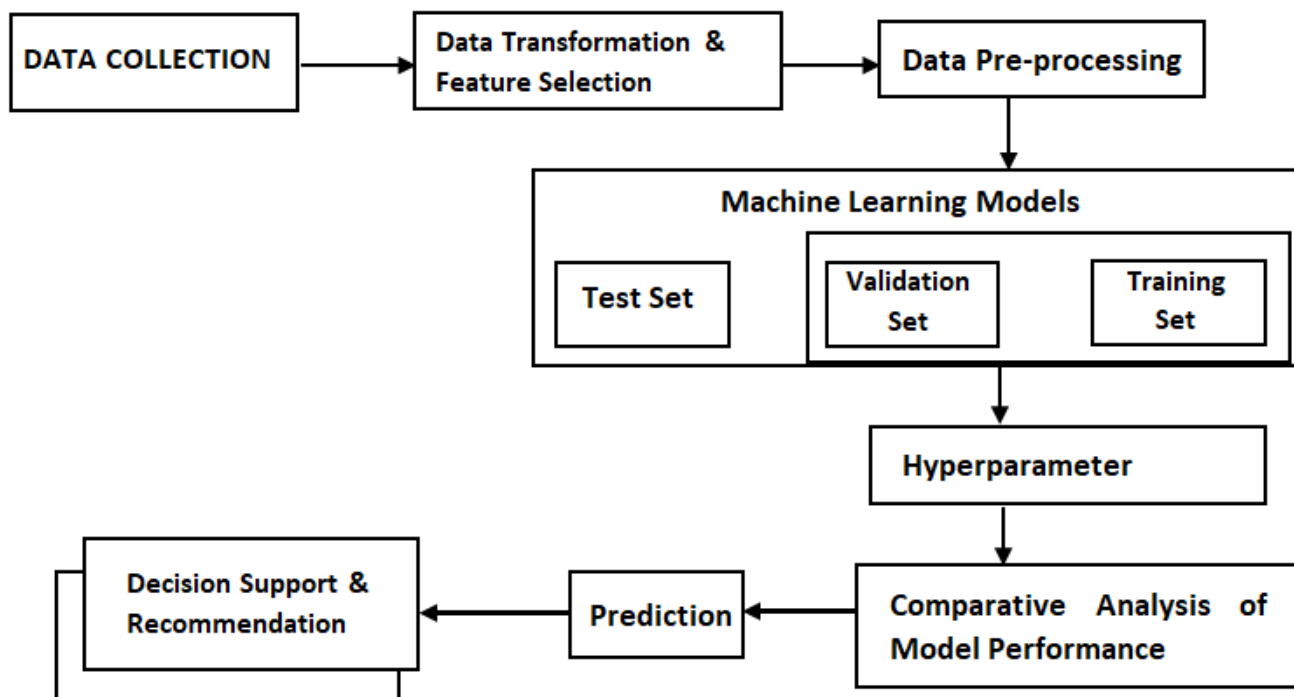 DATA COLLECTION
Data Transformation &
Feature Selection
Data Pre-processing
Machine Learning Models
Test Set
Validation
Set
Training
Set
Hyperparameter
Comparative Analysis of
Model Performance
Prediction
Decision Support &
Recommendation